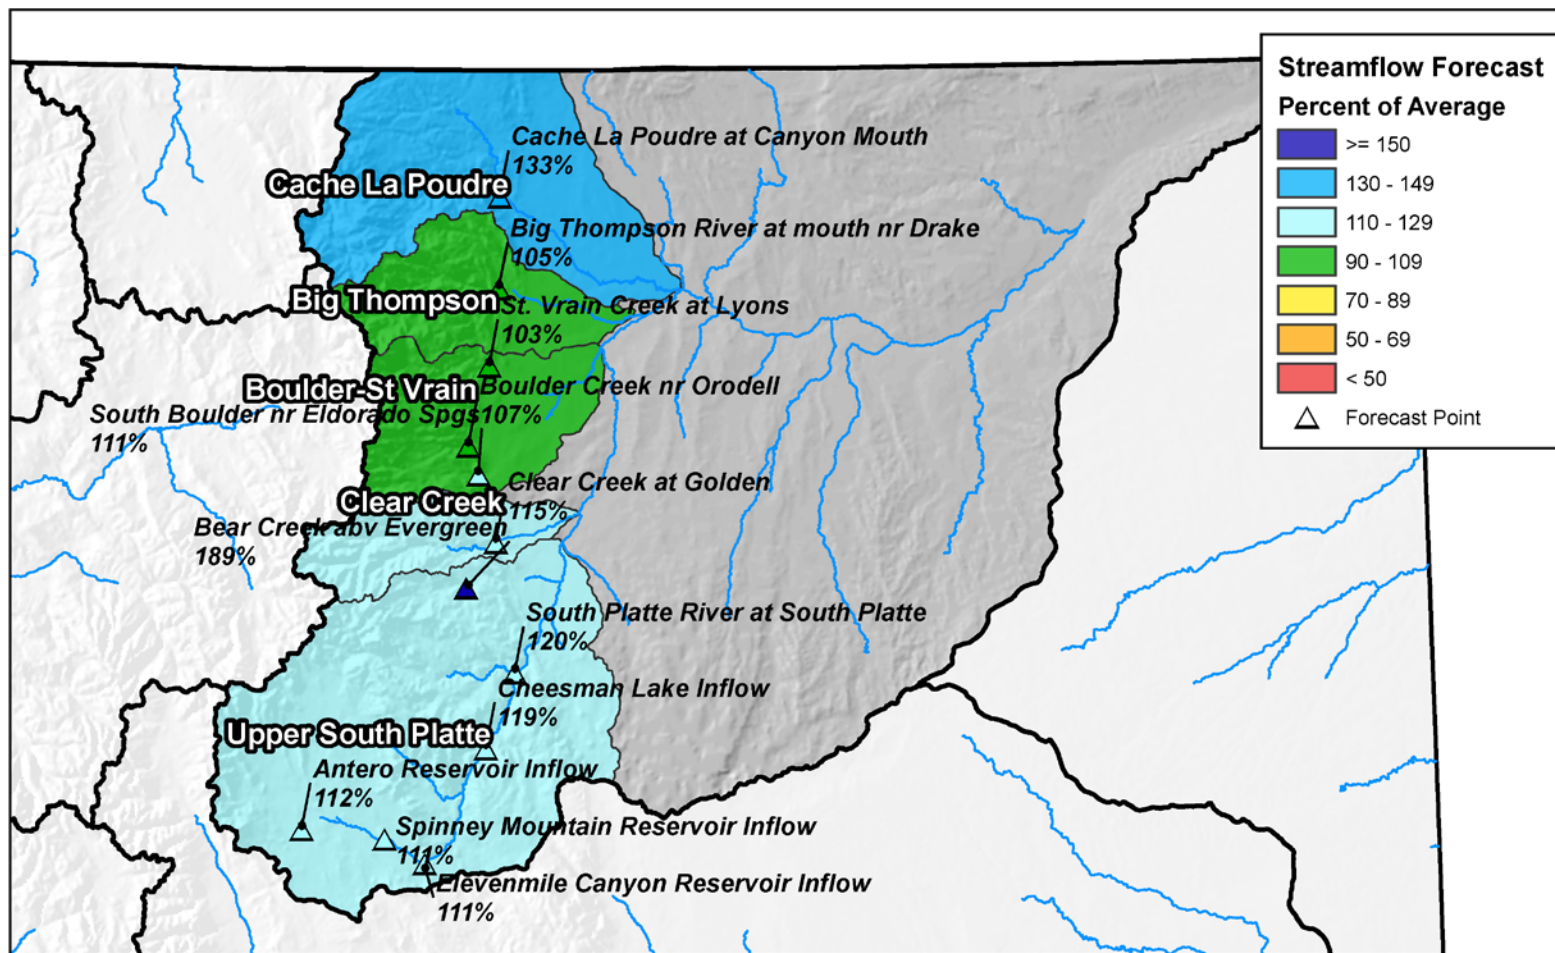 Streamflow Forecast
Percent of Average
>= 150
130 - 149
110 - 129
90 - 109
70 - 89
50 - 69
< 50
Forecast Point
Cache La Poudre at Canyon Mouth
133%
Cache La Poudre
Big Thompson River at mouth nr Drake
105%
Big Thompson
St. Vrain Creek at Lyons
103%
Boulder-St Vrain
Boulder Creek nr Orodell
107%
South Boulder nr Eldorado Spgs
111%
Clear Creek at Golden
115%
Clear Creek
Bear Creek abv Evergreen
189%
South Platte River at South Platte
120%
Cheesman Lake Inflow
119%
Upper South Platte
Antero Reservoir Inflow
112%
Spinney Mountain Reservoir Inflow
111%
Elevenmile Canyon Reservoir Inflow
111%